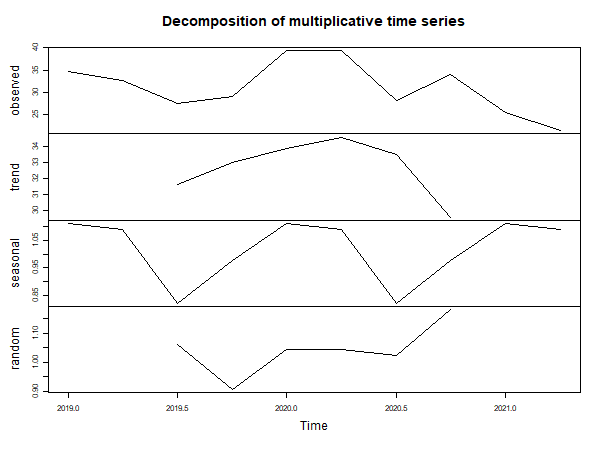 Decomposition of multiplicative time series
observed
25 30 35 40
trend
30 31 32 33 34
seasonal
0.85 0.95 1.05
random
0.90 1.00 1.10
2019.0 2019.5 2020.0 2020.5 2021.0
Time